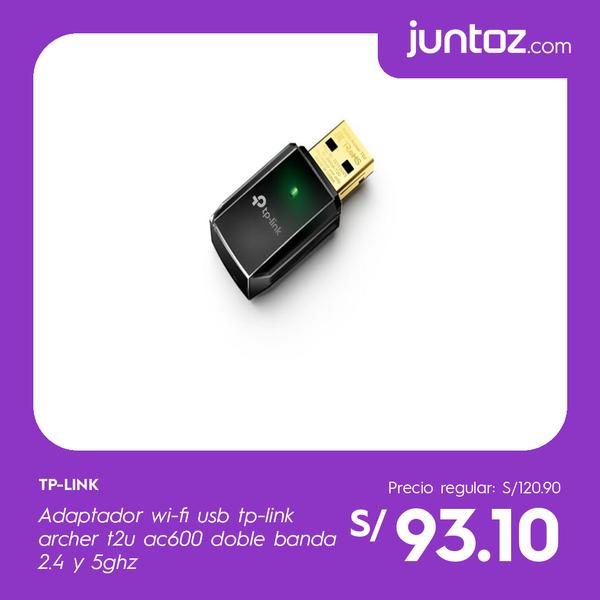 juntoz.com
tp-link
TP-LINK
Adaptador wi-fi usb tp-link
archer t2u ac600 doble banda
2.4 y 5ghz
Precio regular: S/120.90
S/93.10